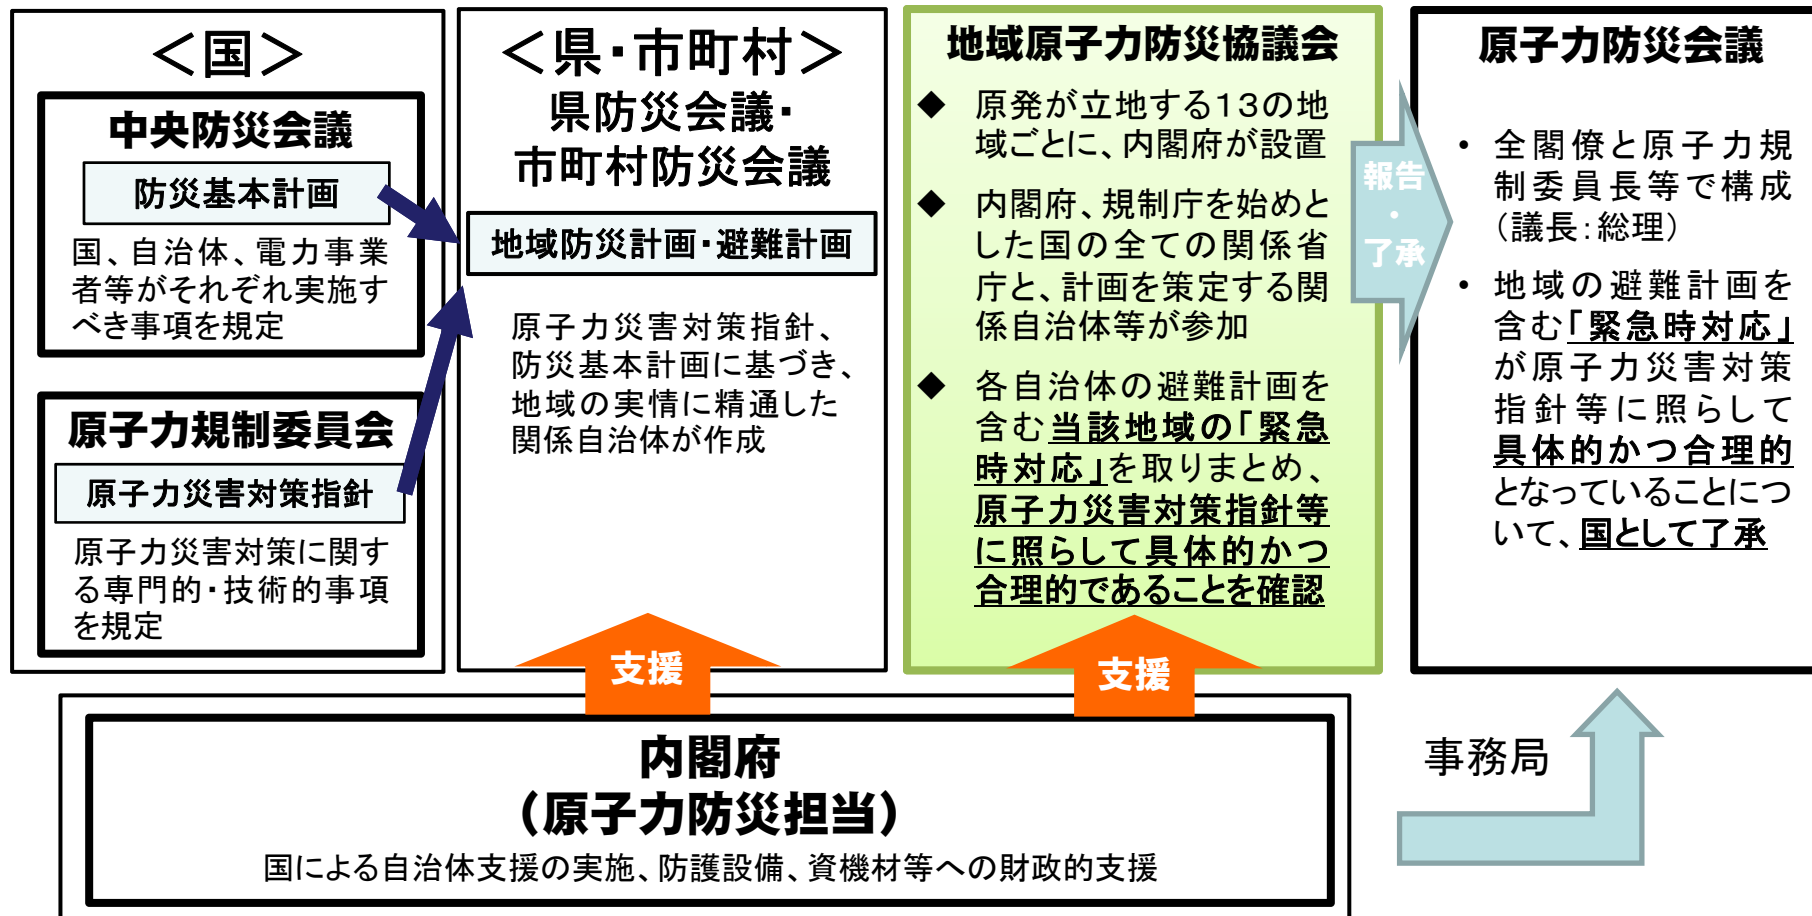 ＜国＞
中央防災会議
防災基本計画
国、自治体、電力事業
者等がそれぞれ実施す
べき事項を規定
原子力規制委員会
原子力災害対策指針
原子力災害対策に関す
る専門的・技術的事項
を規定
＜県・市町村＞
県防災会議・
市町村防災会議
地域防災計画・避難計画
原子力災害対策指針、
防災基本計画に基づき、
地域の実情に精通した
関係自治体が作成
支援
地域原子力防災協議会
◆ 原発が立地する１３の地
域ごとに、内閣府が設置
◆ 内閣府、規制庁を始めと
した国の全ての関係省
庁と、計画を策定する関
係自治体等が参加
◆ 各自治体の避難計画を
含む当該地域の「緊急
時対応」を取りまとめ、
原子力災害対策指針等
に照らして具体的かつ
合理的であることを確認
支援
報告
・
了承
原子力防災会議
• 全閣僚と原子力規
制委員長等で構成
（議長：総理）
• 地域の避難計画を
含む「緊急時対応」
が原子力災害対策
指針等に照らして
具体的かつ合理的
となっていることにつ
いて、国として了承
内閣府
（原子力防災担当）
国による自治体支援の実施、防護設備、資機材等への財政的支援
事務局